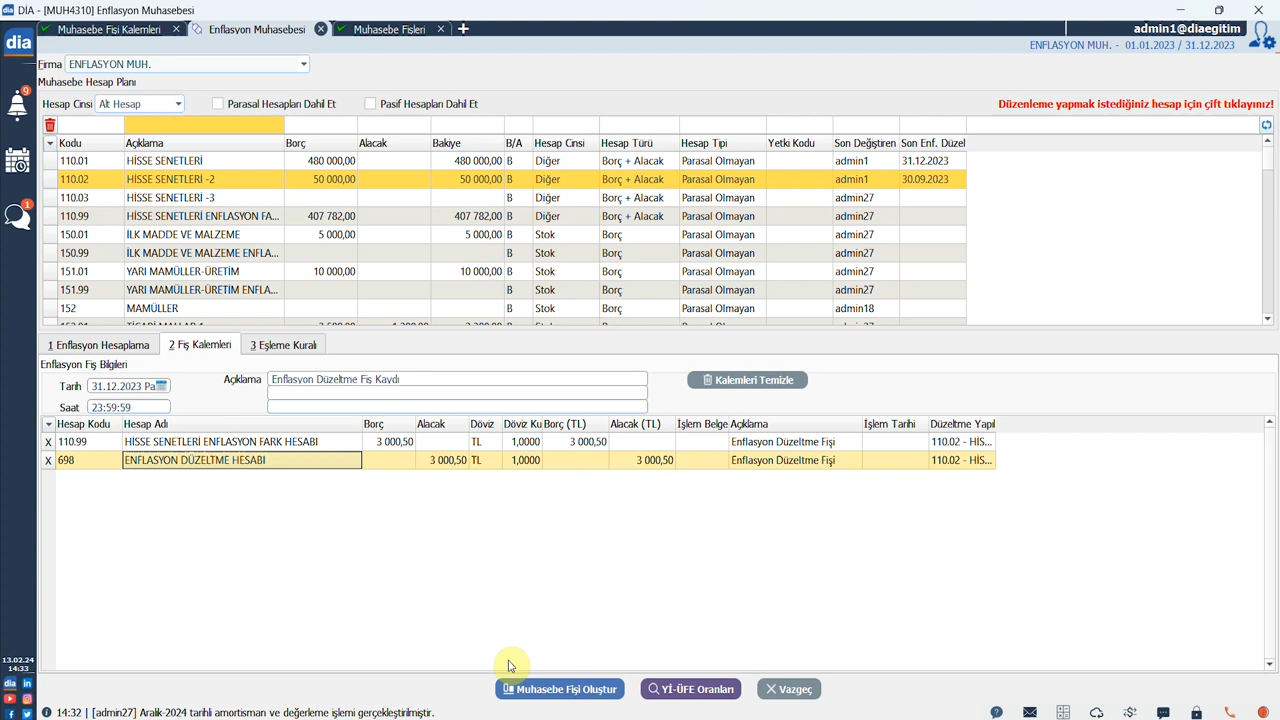 DIA - [MUH4310] Enflasyon Muhasebesi
Muhasebe Fişi Kalemleri
Enflasyon Muhasebesi
Muhasebe Fişleri
admin1@diaegitim
dia
ENFLASYON MUH. - 01.01.2023 / 31.12.2023
Firma ENFLASYON MUH.
Muhasebe Hesap Planı
Hesap Cinsi Alt Hesap Parasal Hesapları Dahil Et Pasif Hesapları Dahil Et Düzenleme yapmak istediğiniz hesap için çift tıklayınız!
9
1
Kodu Açıklama Borç Alacak Bakiye B/A Hesap Cinsi Hesap Türü Hesap Tipi Yetki Kodu Son Değiştiren Son Enf. Düzel
110.01 HİSSE SENETLERİ 480 000,00 480 000,00 B Diğer Borç + Alacak Parasal Olmayan admin1 31.12.2023
110.02 HİSSE SENETLERİ -2 50 000,00 50 000,00 B Diğer Borç + Alacak Parasal Olmayan admin1 30.09.2023
110.03 HİSSE SENETLERİ -3 B Diğer Borç + Alacak Parasal Olmayan admin27
110.99 HİSSE SENETLERİ ENFLASYON FA... 407 782,00 407 782,00 B Diğer Borç + Alacak Parasal Olmayan admin27
150.01 İLK MADDE VE MALZEME 5 000,00 5 000,00 B Stok Borç Parasal Olmayan admin27
150.99 İLK MADDE VE MALZEME ENFLA... B Stok Borç Parasal Olmayan admin27
151.01 YARI MAMÜLLER-ÜRETİM 10 000,00 10 000,00 B Stok Borç Parasal Olmayan admin27
151.99 YARI MAMÜLLER-ÜRETİM ENFLA... B Stok Borç Parasal Olmayan admin27
152 MAMÜLLER B Stok Borç Parasal Olmayan admin18
1 Enflasyon Hesaplama 2 Fiş Kalemleri 3 Eşleme Kuralı
Enflasyon Fiş Bilgileri
Tarih 31.12.2023 Pa Açıklama Enflasyon Düzeltme Fiş Kaydı Kalemleri Temizle
Saat 23:59:59
Hesap Kodu Hesap Adı Borç Alacak Döviz Döviz Ku Borç (TL) Alacak (TL) İşlem Belge Açıklama İşlem Tarihi Düzeltme Yapıl
X 110.99 HİSSE SENETLERİ ENFLASYON FARK HESABI 3 000,50 TL 1,0000 3 000,50 Enflasyon Düzeltme Fişi 110.02 - HİS...
X 698 ENFLASYON DÜZELTME HESABI 3 000,50 TL 1,0000 3 000,50 Enflasyon Düzeltme Fişi 110.02 - HİS...
13.02.24
14:33
dia
Muhasebe Fişi Oluştur Yİ-ÜFE Oranları Vazgeç
14:32 | [admin27] Aralık-2024 tarihli amortisman ve değerleme işlemi gerçekleştirilmiştir.